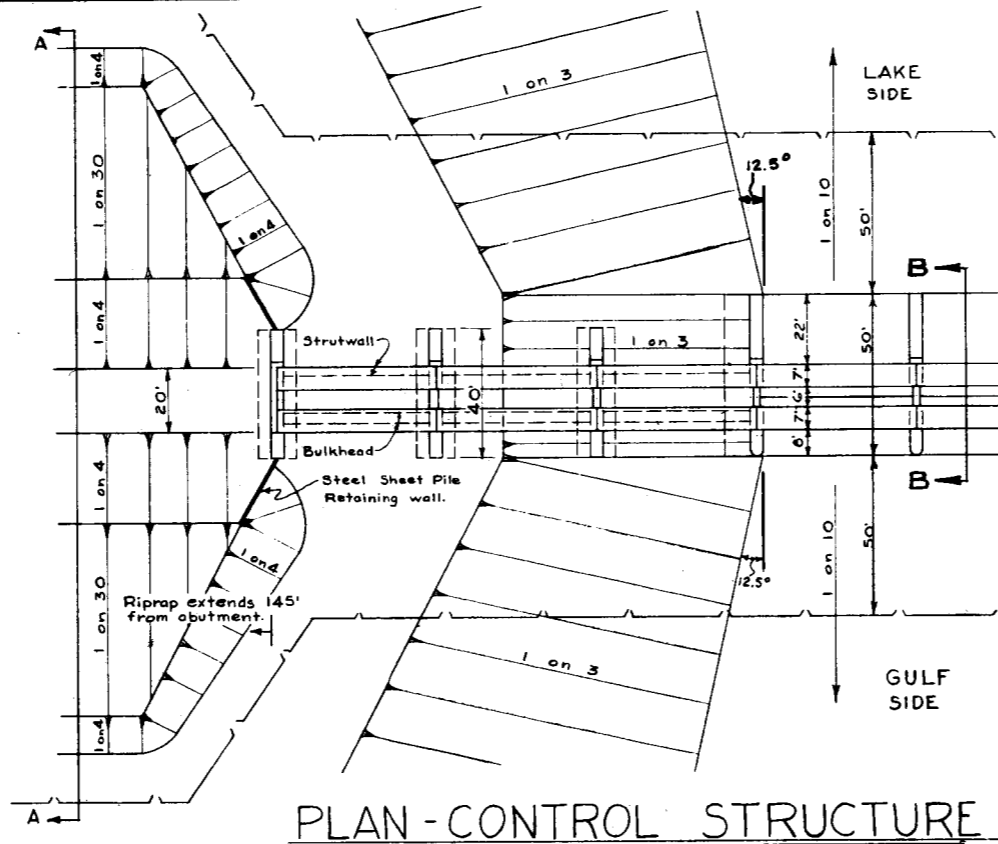 A
1 on 4
1 on 3
LAKE
SIDE
12.5°
1 on 30
1 on 10
50'
1 on 4
B
1 on 4
22'
50'
Strutwall
1 on 3
7'
20'
40'
6'
7'
Bulkhead
8'
B
1 on 4
Steel Sheet Pile
Retaining wall.
1 on 10
50'
1 on 4
12.5°
1 on 30
Riprap extends 145'
from abutment.
1 on 3
GULF
SIDE
1 on 4
A
PLAN - CONTROL STRUCTURE